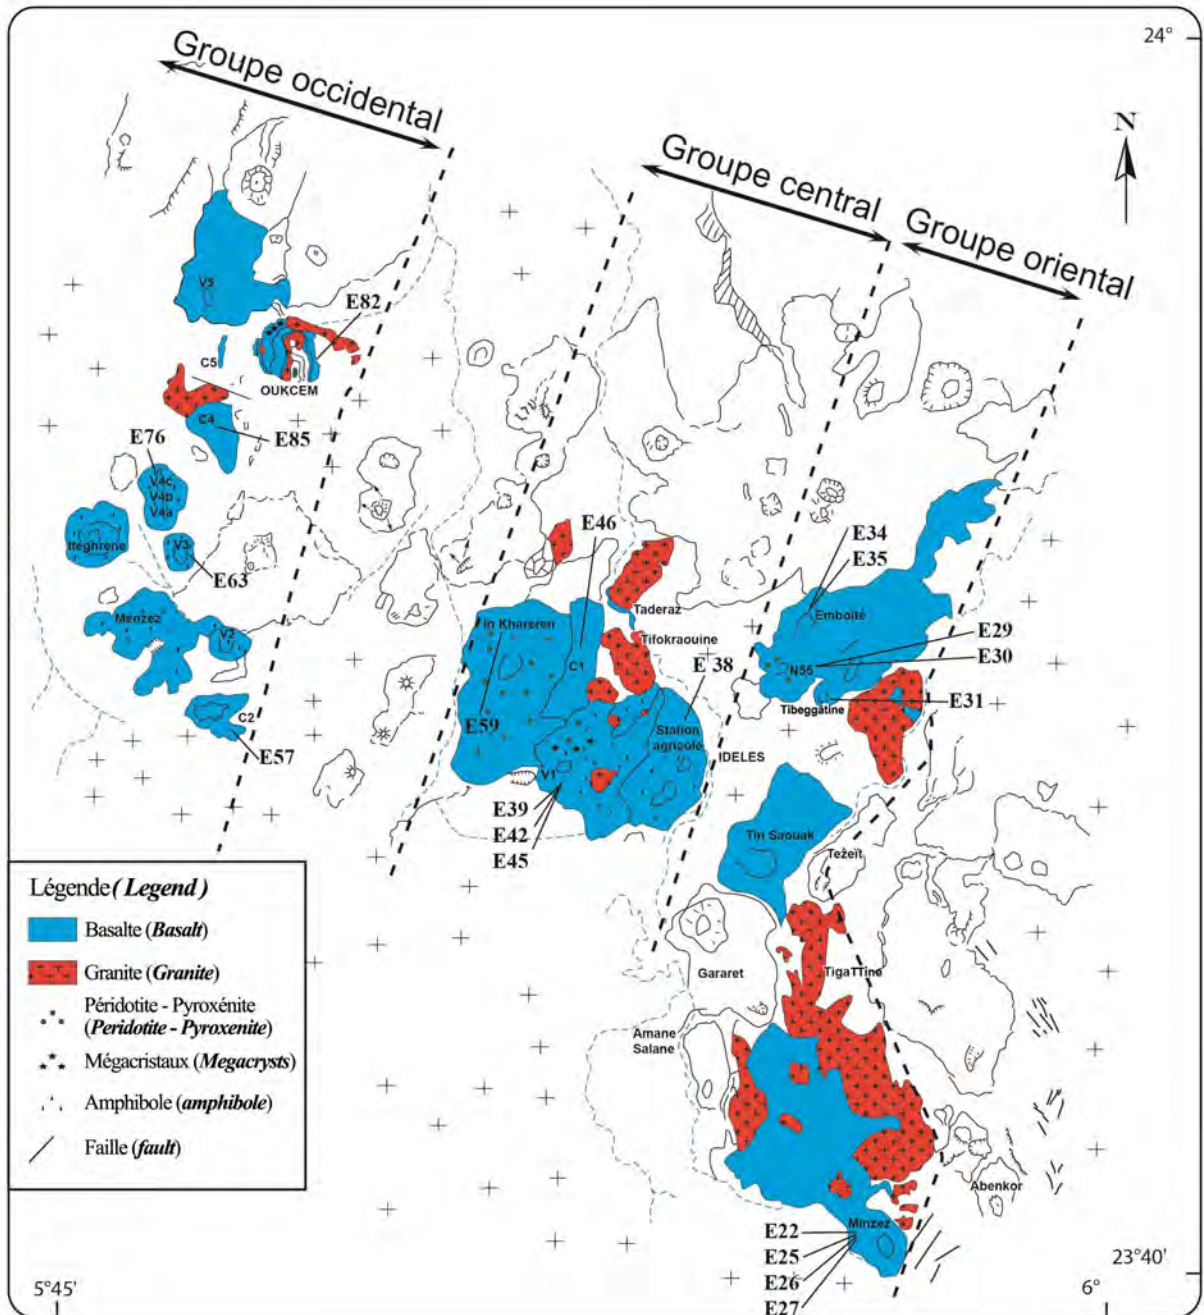 24°
Groupe occidental
Groupe central
Groupe oriental
N
V5
E82
C5
OUKCEM
C4
E85
E76
V4c
V4b
V4a
Iteghrene
V3
E63
Menzez
V2
C2
E57
E46
Taderaz
In Khareren
Tifokraouine
C1
E 38
E59
Station
agricole
IDELES
V1
E39
E42
E45
E34
E35
Emboité
E29
N55
E30
Tibeggatine
E31
Tin Saouak
Težeït
Gararet
TigaTTine
Amane
Salane
Abenkor
Minzez
E22
E25
E26
E27
Légende (Legend)
Basalte (Basalt)
Granite (Granite)
Péridotite - Pyroxénite
(Peridotite - Pyroxenite)
Mégacristaux (Megacrysts)
Amphibole (amphibole)
Faille (fault)
5°45'
6°
23°40'